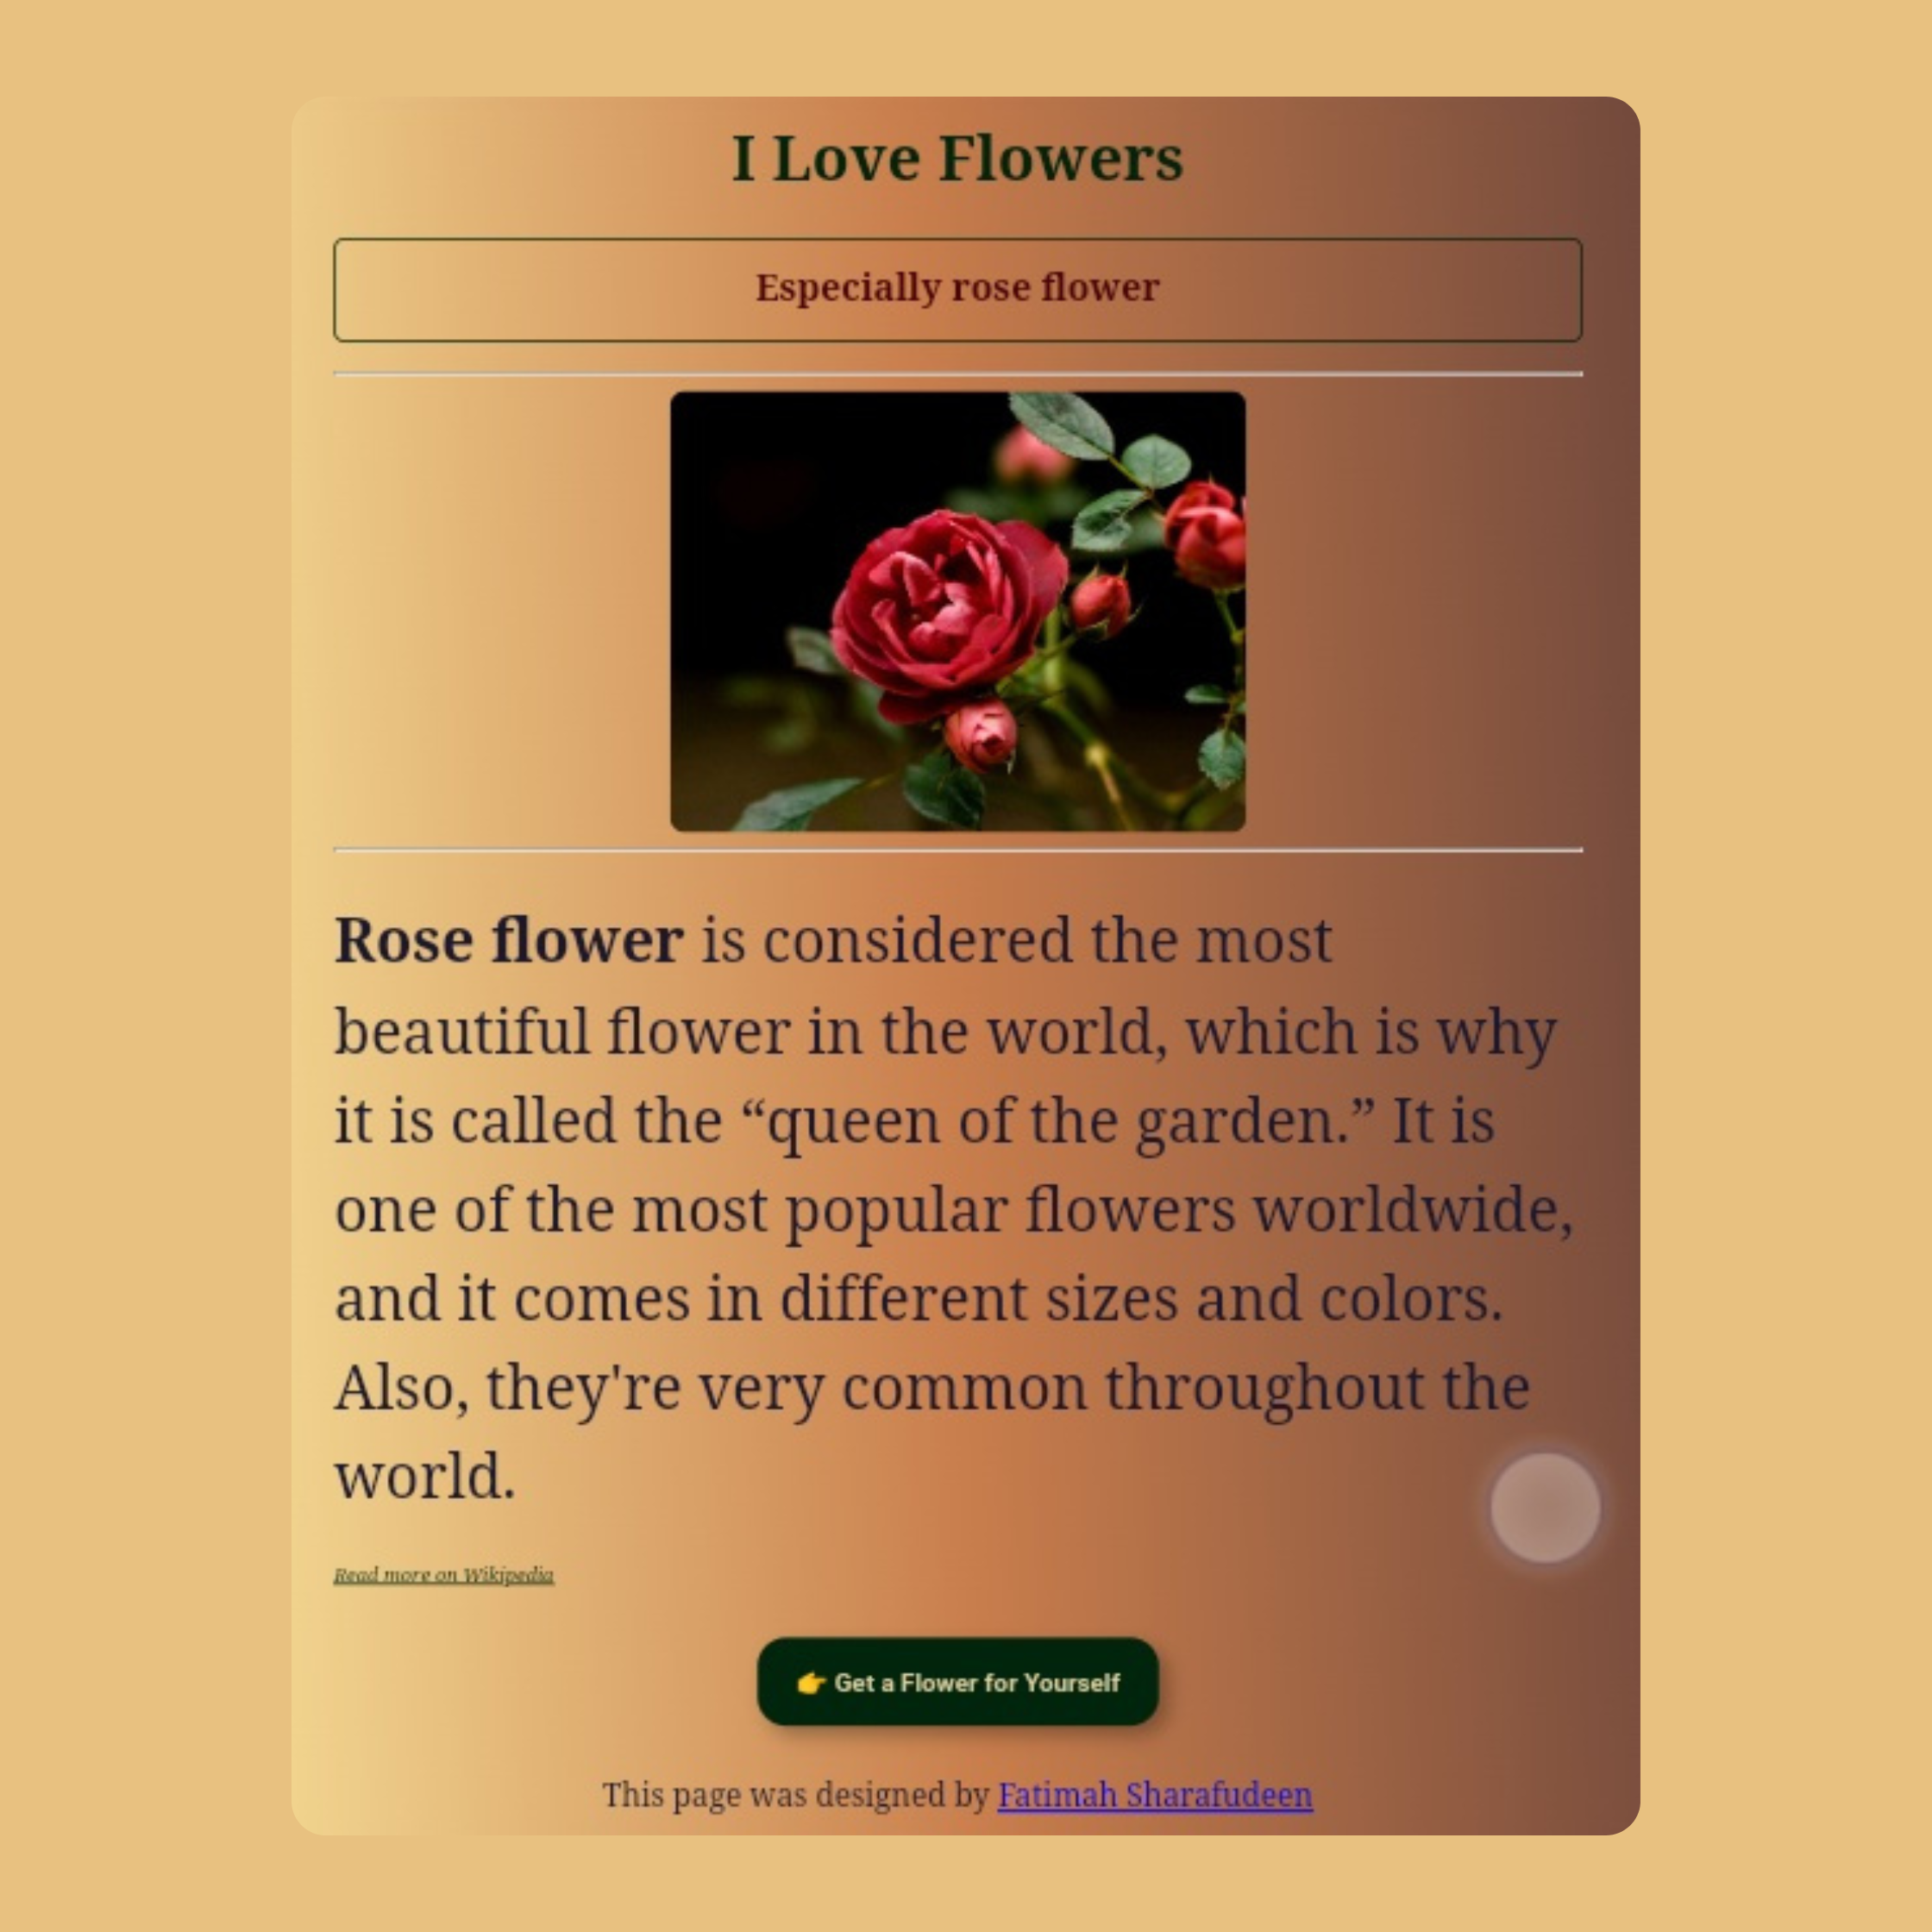 I Love Flowers
Especially rose flower
Rose flower is considered the most
beautiful flower in the world, which is why
it is called the “queen of the garden.” It is
one of the most popular flowers worldwide,
and it comes in different sizes and colors.
Also, they're very common throughout the
world.
Read more on Wikipedia
👉 Get a Flower for Yourself
This page was designed by Fatimah Sharafudeen